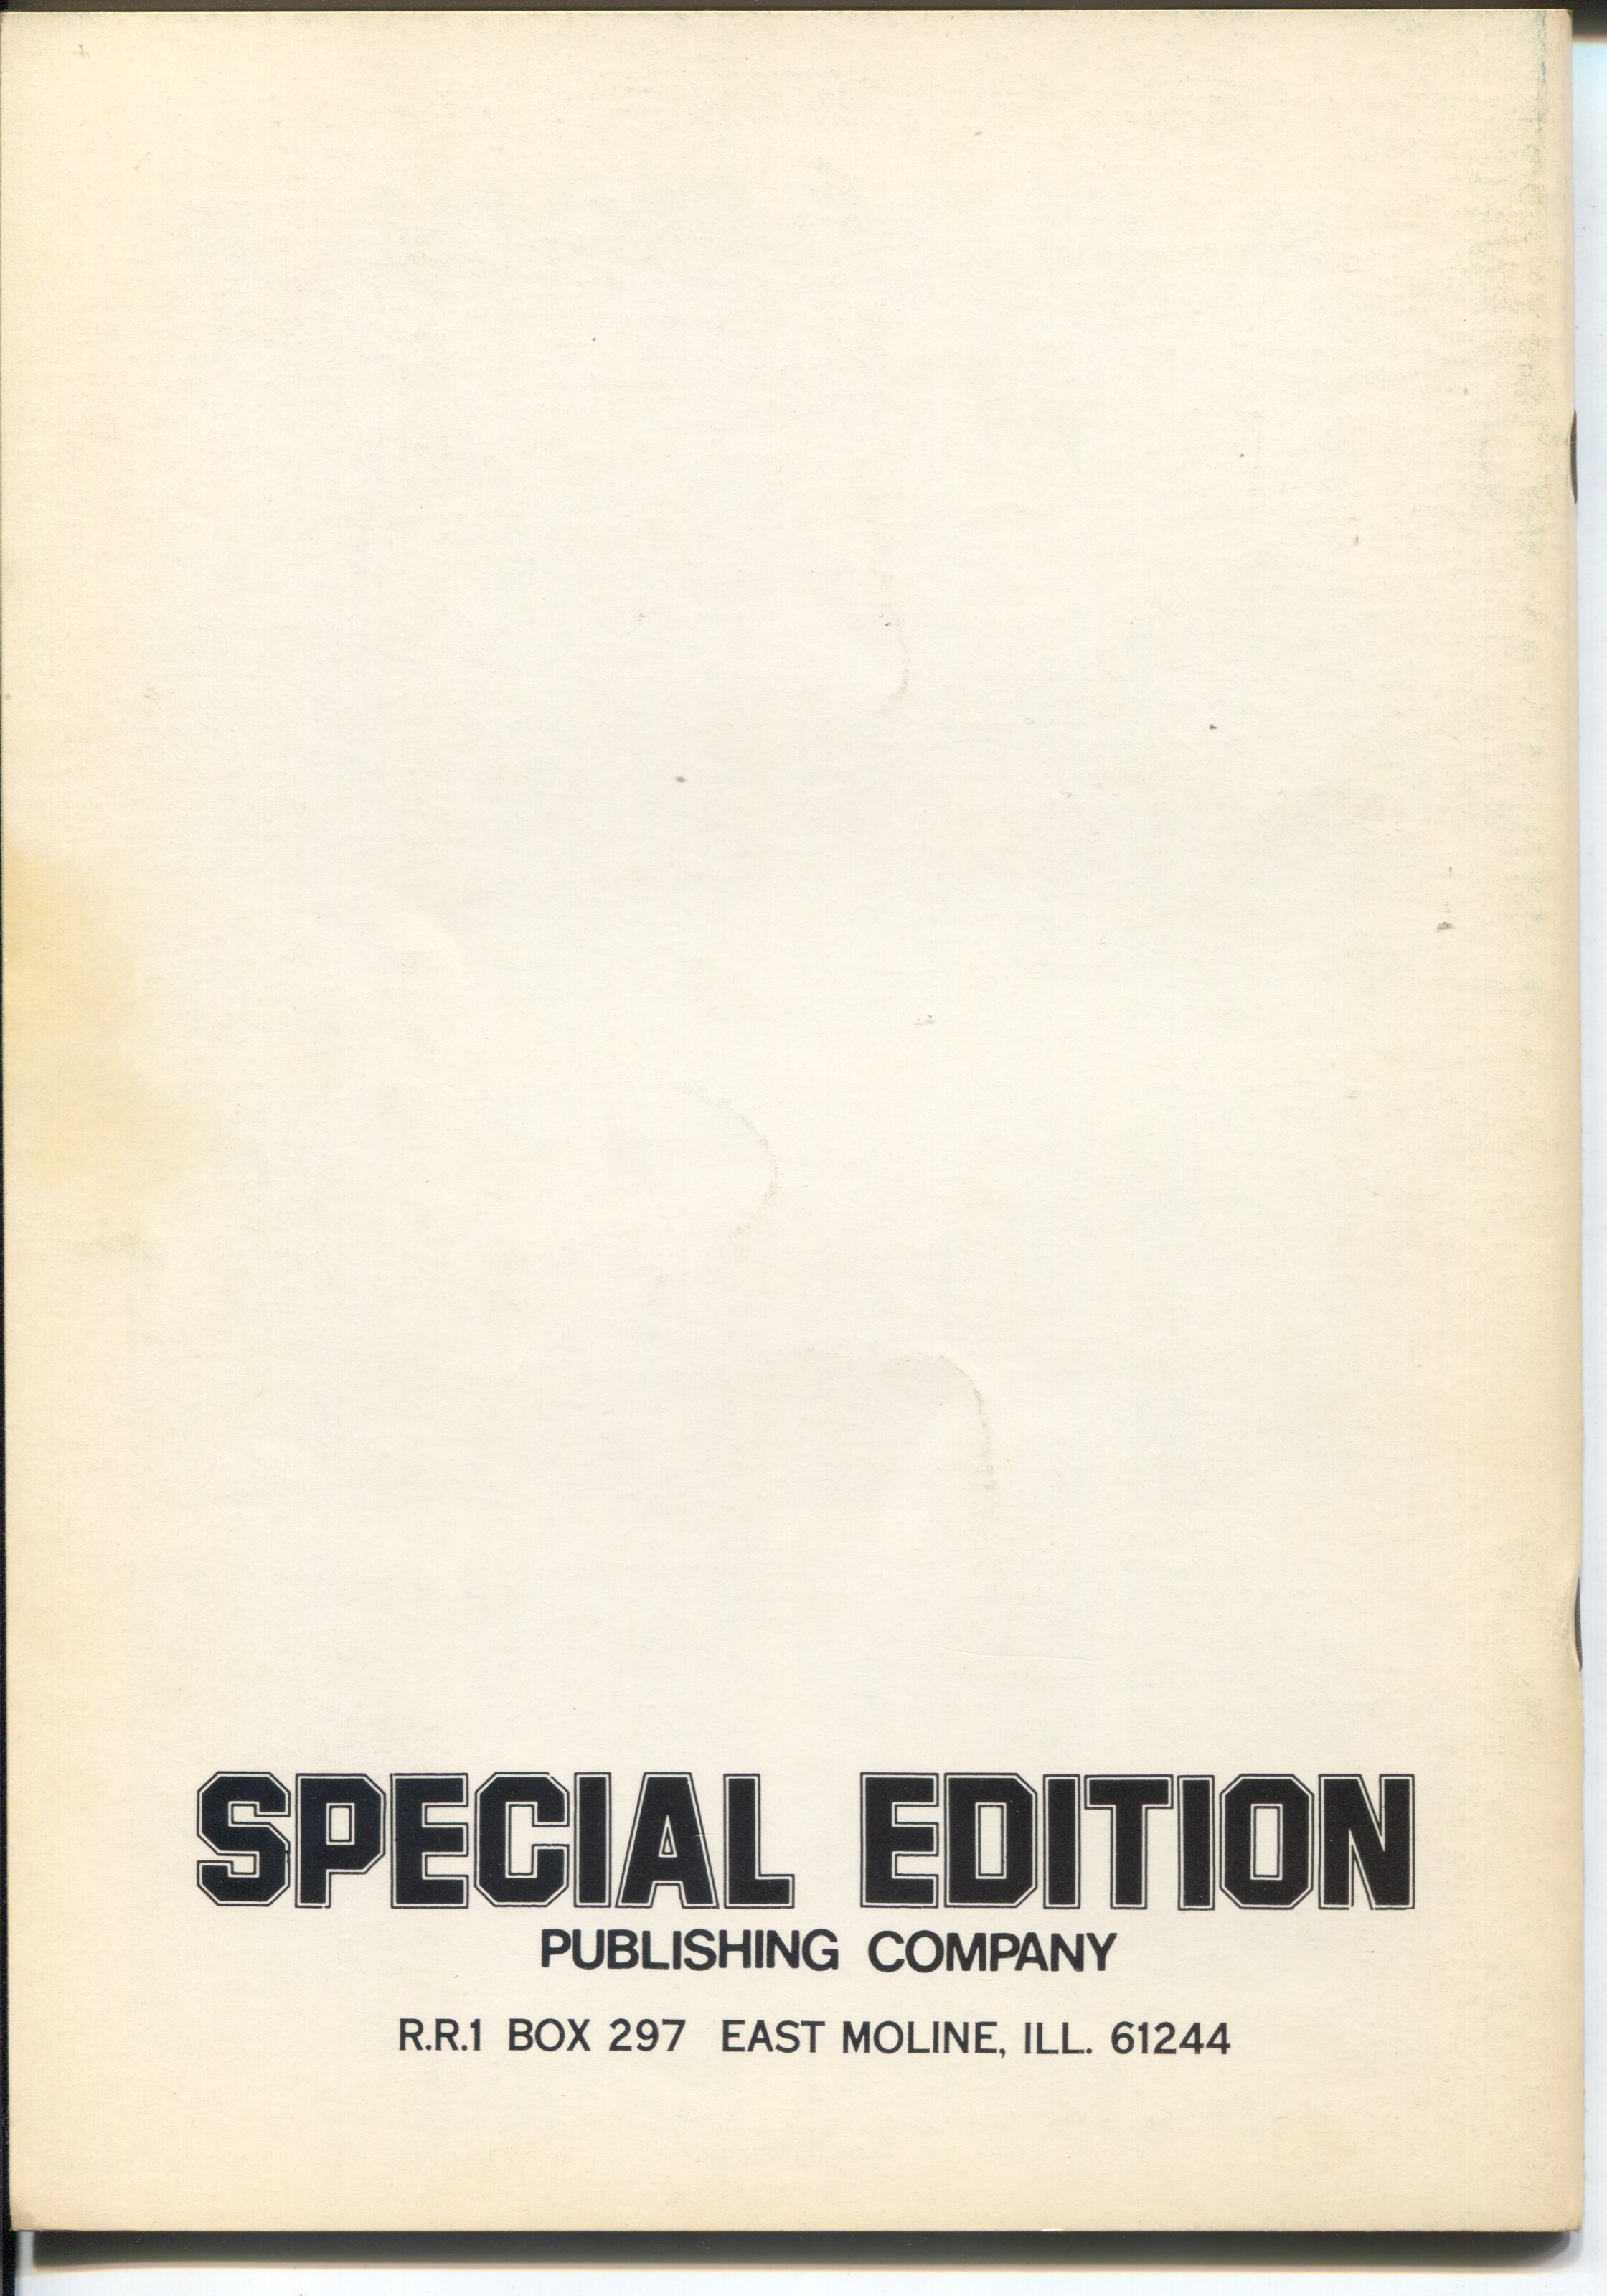 SPECIAL EDITION
PUBLISHING COMPANY
R.R.1 BOX 297 EAST MOLINE, ILL. 61244